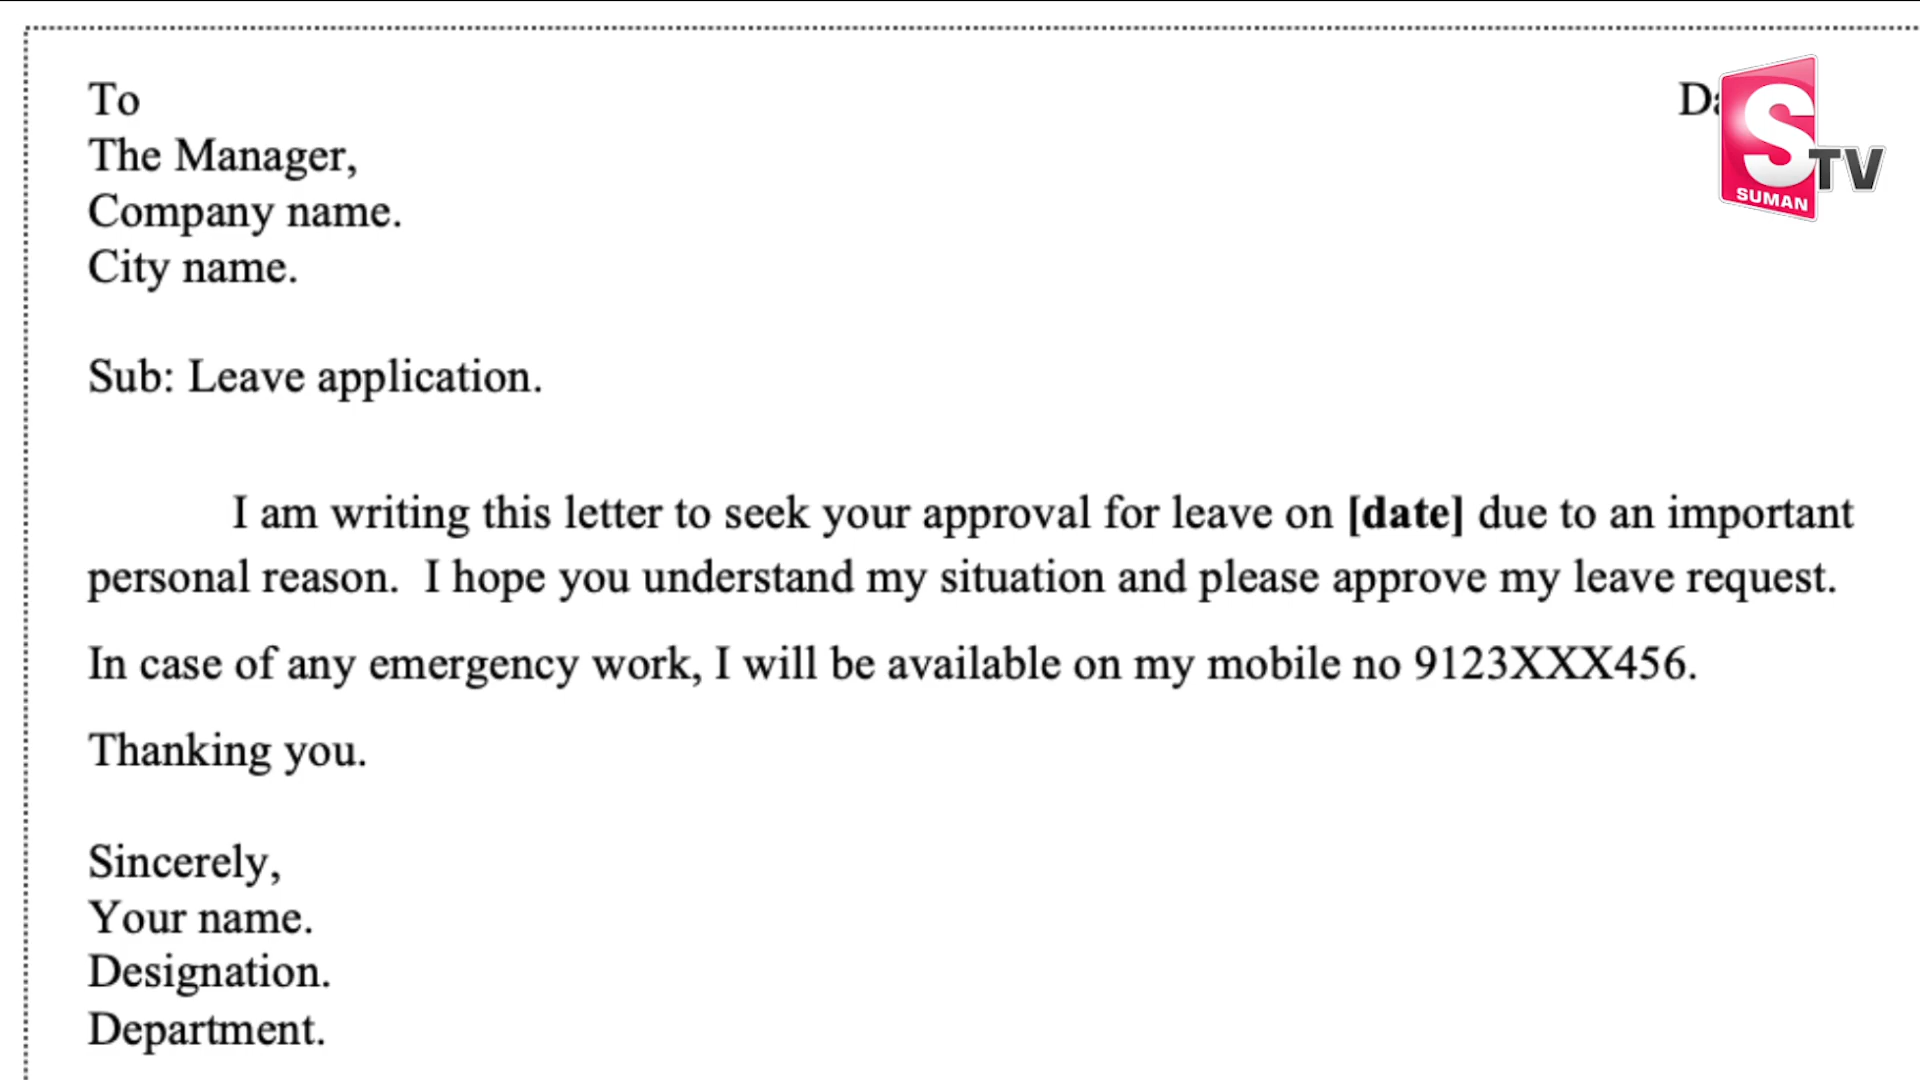 To
The Manager,
Company name.
City name.
S TV
SUMAN
Sub: Leave application.
I am writing this letter to seek your approval for leave on [date] due to an important
personal reason.  I hope you understand my situation and please approve my leave request.
In case of any emergency work, I will be available on my mobile no 9123XXX456.
Thanking you.
Sincerely,
Your name.
Designation.
Department.